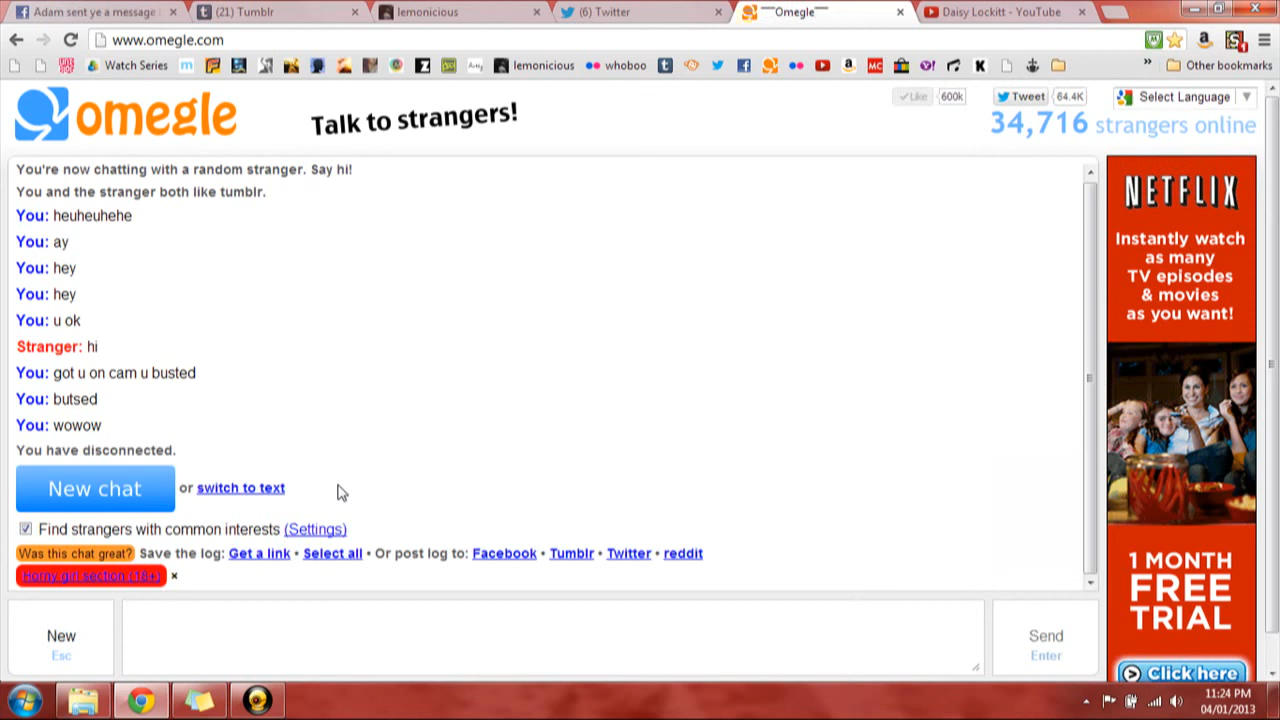 Adam sent ye a message
(21) Tumblr
lemonicious
(6) Twitter
Omegle
Daisy Lockitt - YouTube
www.omegle.com
Watch Series
lemonicious
whoboo
Other bookmarks
omegle
Talk to strangers!
Like 600k
Tweet 64.4K
Select Language
34,716 strangers online
You're now chatting with a random stranger. Say hi!
You and the stranger both like tumblr.
You: heuheuhehe
You: ay
You: hey
You: hey
You: u ok
Stranger: hi
You: got u on cam u busted
You: butsed
You: wowow
You have disconnected.
New chat or switch to text
Find strangers with common interests (Settings)
Was this chat great? Save the log: Get a link • Select all • Or post log to: Facebook • Tumblr • Twitter • reddit
Horny girl section (18+) ×
New
Esc
Send
Enter
NETFLIX
Instantly watch
as many
TV episodes
& movies
as you want!
1 MONTH
FREE
TRIAL
Click here
11:24 PM
04/01/2013